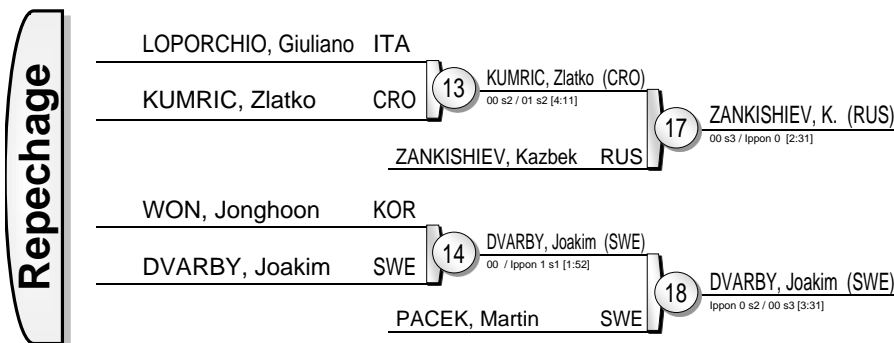 Repechage
LOPORCHIO, Giuliano ITA
KUMRIC, Zlatko CRO
13
KUMRIC, Zlatko (CRO)
00 s2 / 01 s2 [4:11]
ZANKISHIEV, Kazbek RUS
17
ZANKISHIEV, K. (RUS)
00 s3 / Ippon 0 [2:31]
WON, Jonghoon KOR
DVARBY, Joakim SWE
14
DVARBY, Joakim (SWE)
00 / Ippon 1 s1 [1:52]
PACEK, Martin SWE
18
DVARBY, Joakim (SWE)
Ippon 0 s2 / 00 s3 [3:31]